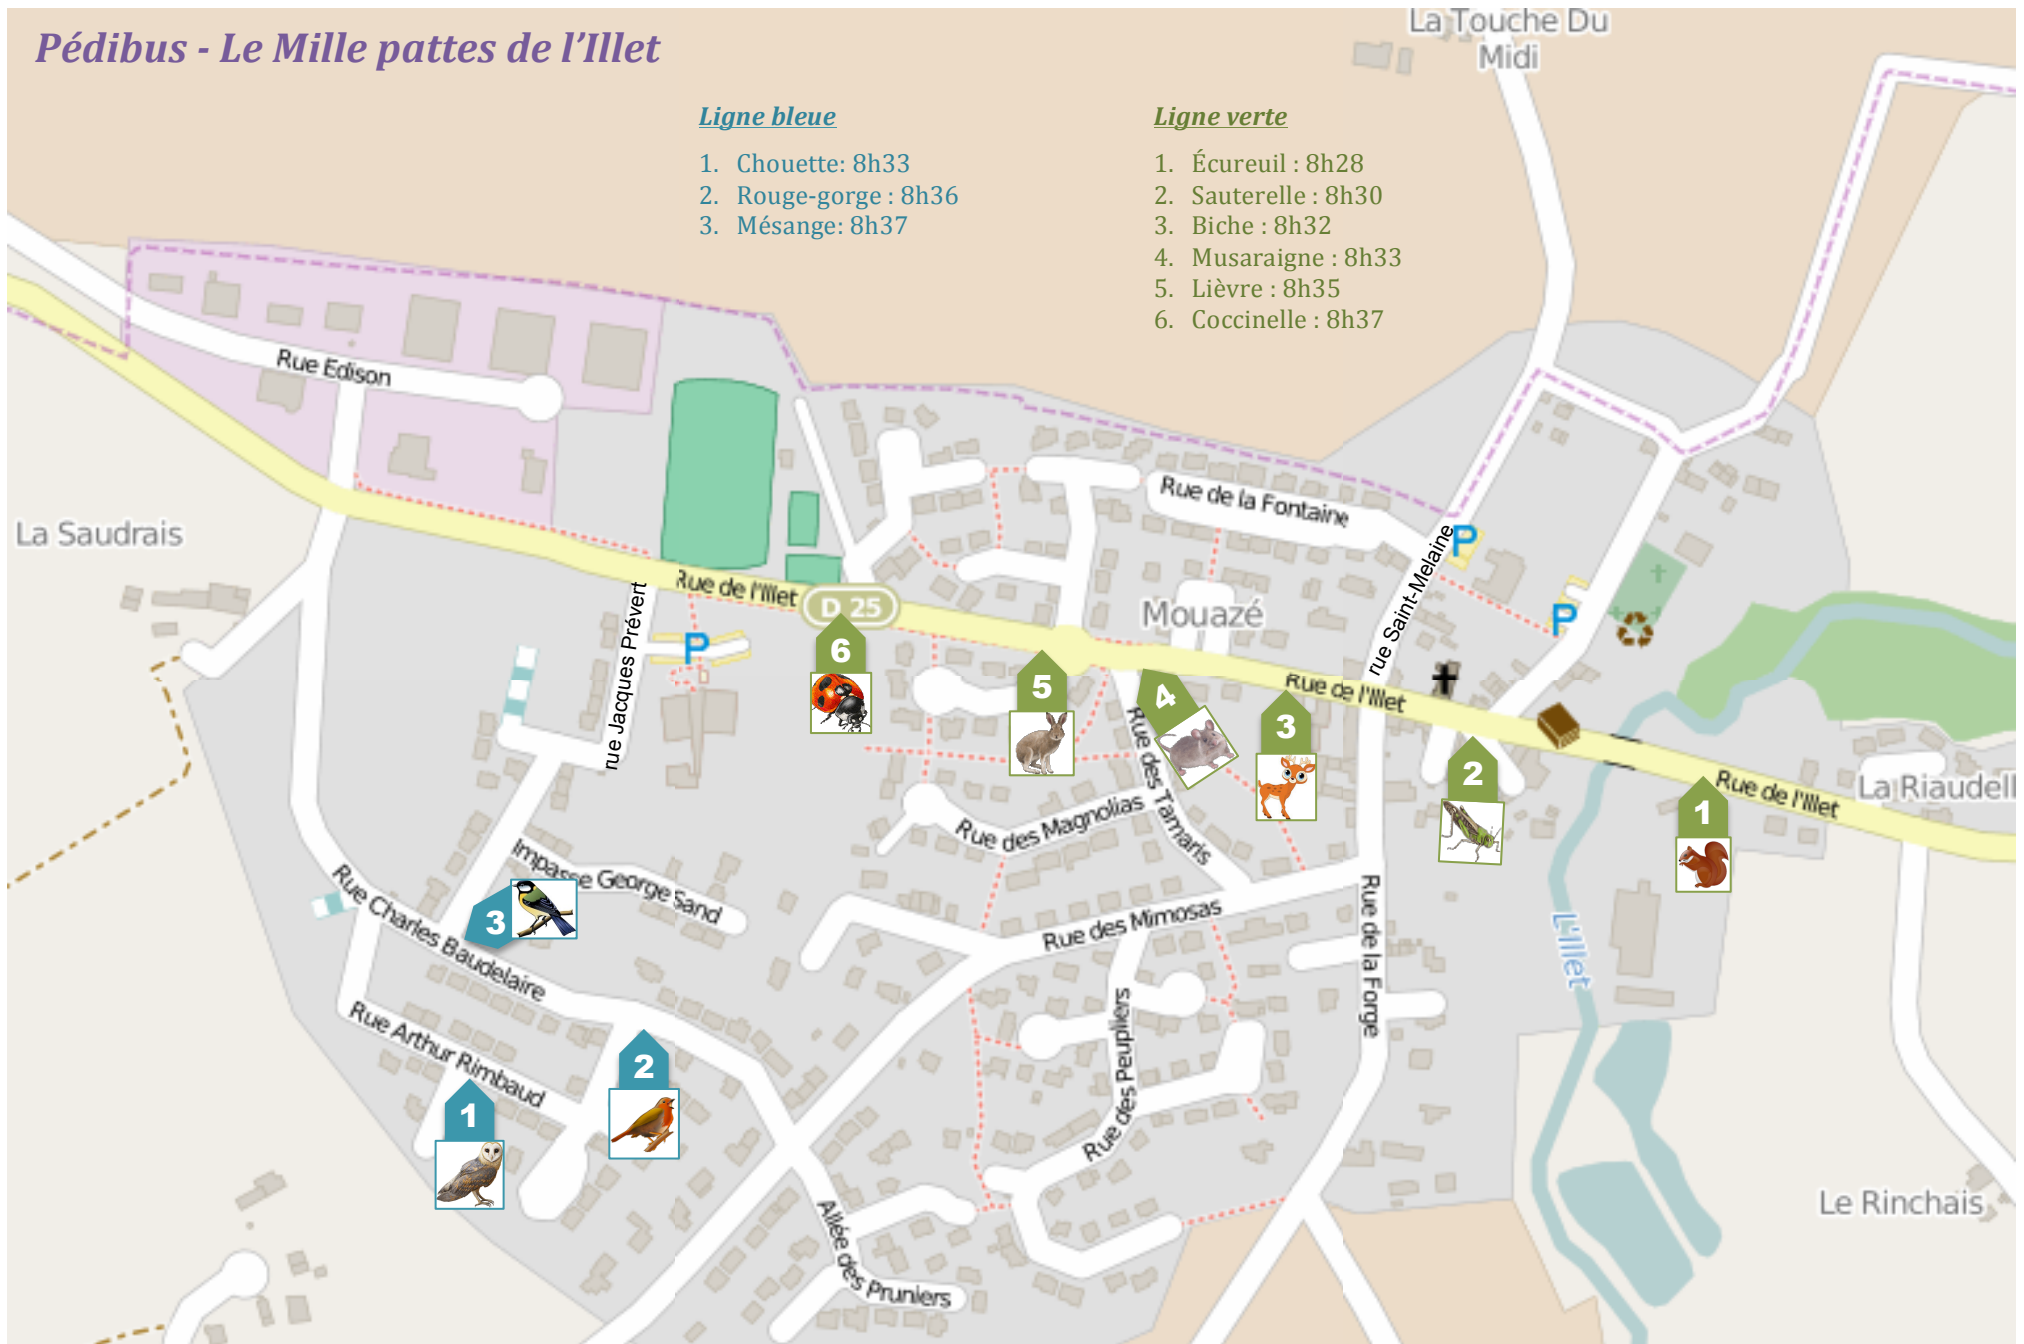 Pédibus - Le Mille pattes de l'Illet
La Touche Du
Midi
Ligne bleue
1. Chouette: 8h33
2. Rouge-gorge : 8h36
3. Mésange: 8h37
Ligne verte
1. Écureuil : 8h28
2. Sauterelle : 8h30
3. Biche : 8h32
4. Musaraigne : 8h33
5. Lièvre : 8h35
6. Coccinelle : 8h37
Rue Edison
Rue de la Fontaine
La Saudrais
rue Saint-Melaine
P
Rue de l'Illet
D 25
Mouazé
P
rue Jacques Prévert
P
6
5
4
3
Rue de l'Illet
2
1
Rue de l'Illet
La Riaudell
Rue des Tamaris
Rue des Magnolias
Impasse George Sand
Rue Charles Baudelaire
3
Rue des Mimosas
Rue de la Forge
L'Illet
Rue Arthur Rimbaud
2
1
Rue des Peupliers
Le Rinchais
Allée des Pruniers